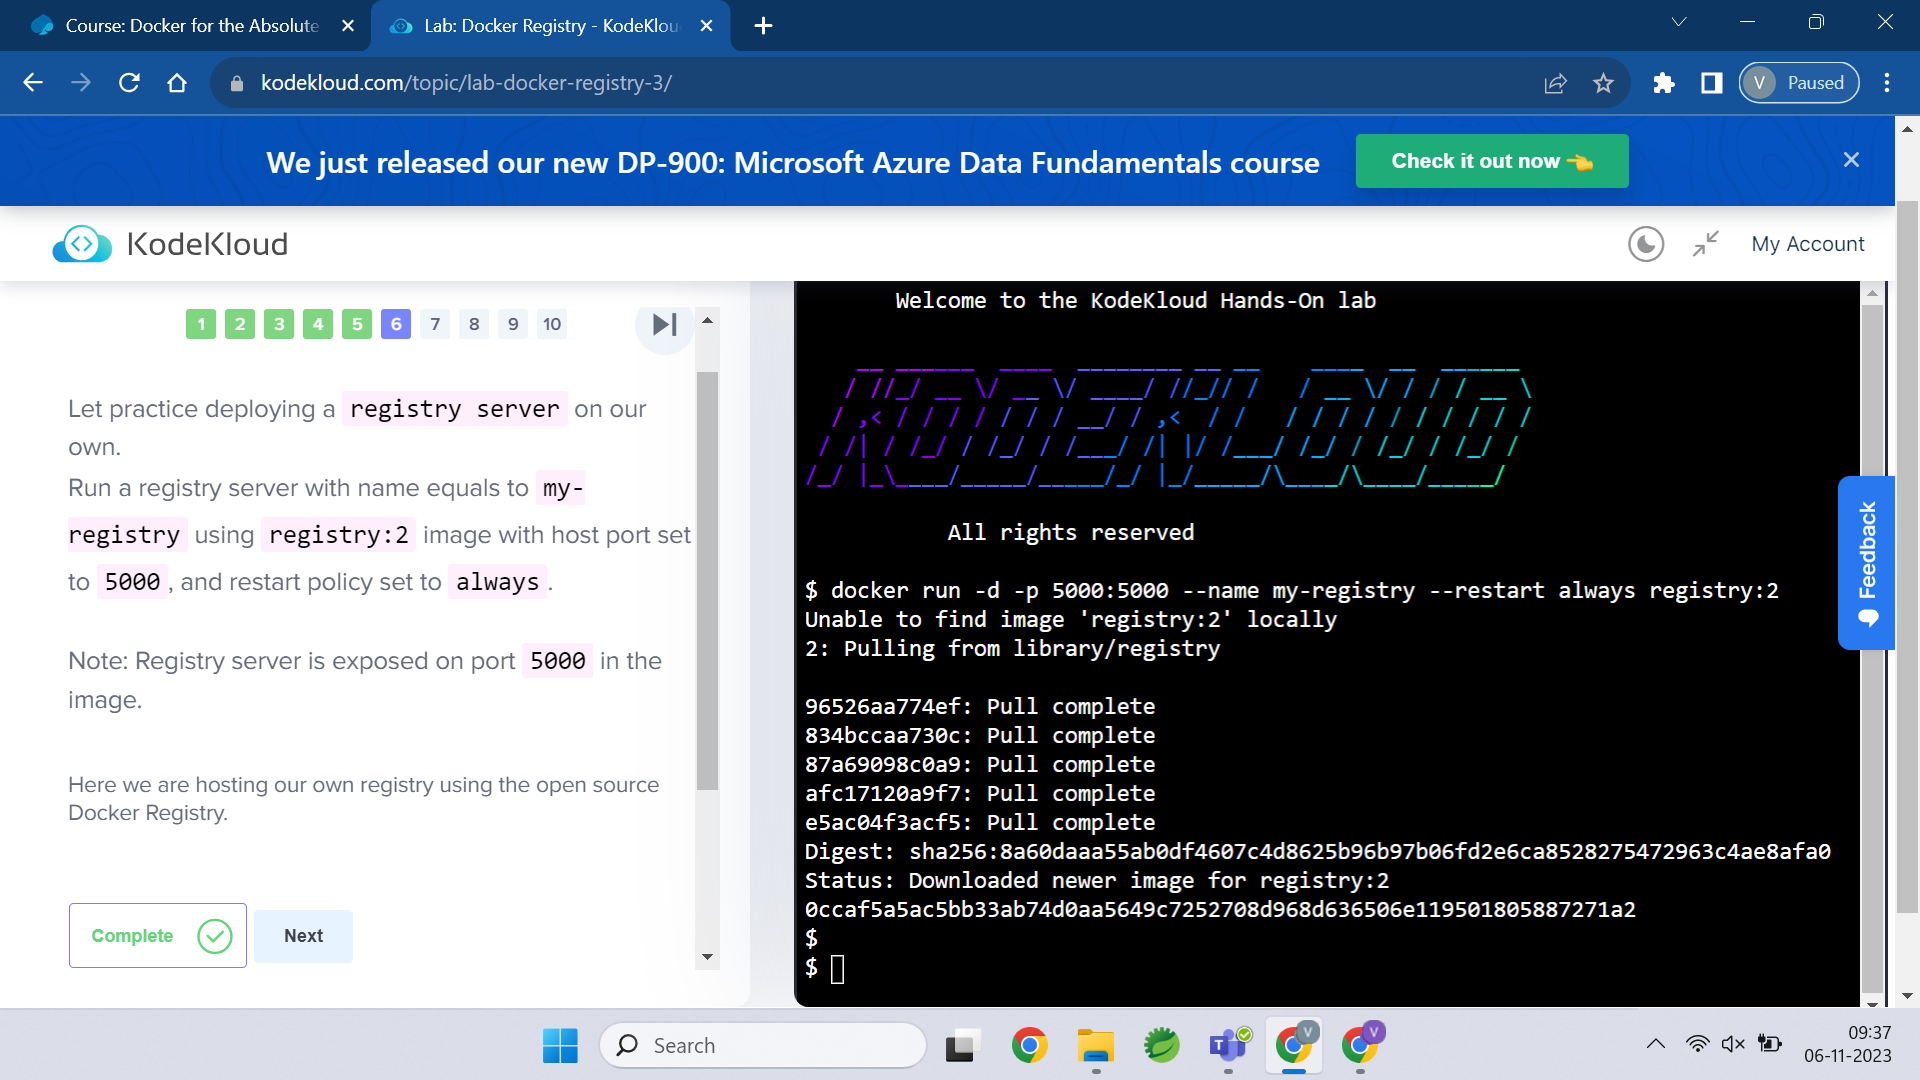 Course: Docker for the Absolute
Lab: Docker Registry - KodeKlou
kodekloud.com/topic/lab-docker-registry-3/
V Paused
We just released our new DP-900: Microsoft Azure Data Fundamentals course
Check it out now
KodeKloud
My Account
1 2 3 4 5 6 7 8 9 10
Let practice deploying a registry server on our
own.
Run a registry server with name equals to my-
registry using registry:2 image with host port set
to 5000, and restart policy set to always.
Note: Registry server is exposed on port 5000 in the
image.
Here we are hosting our own registry using the open source
Docker Registry.
Complete
Next
Welcome to the KodeKloud Hands-On lab
KODEKLOUD
All rights reserved
$ docker run -d -p 5000:5000 --name my-registry --restart always registry:2
Unable to find image 'registry:2' locally
2: Pulling from library/registry
96526aa774ef: Pull complete
834bccaa730c: Pull complete
87a69098c0a9: Pull complete
afc17120a9f7: Pull complete
e5ac04f3acf5: Pull complete
Digest: sha256:8a60daaa55ab0df4607c4d8625b96b97b06fd2e6ca8528275472963c4ae8afa0
Status: Downloaded newer image for registry:2
0ccaf5a5ac5bb33ab74d0aa5649c7252708d968d636506e119501805887271a2
$
$
Feedback
Search
T
V
V
09:37
06-11-2023